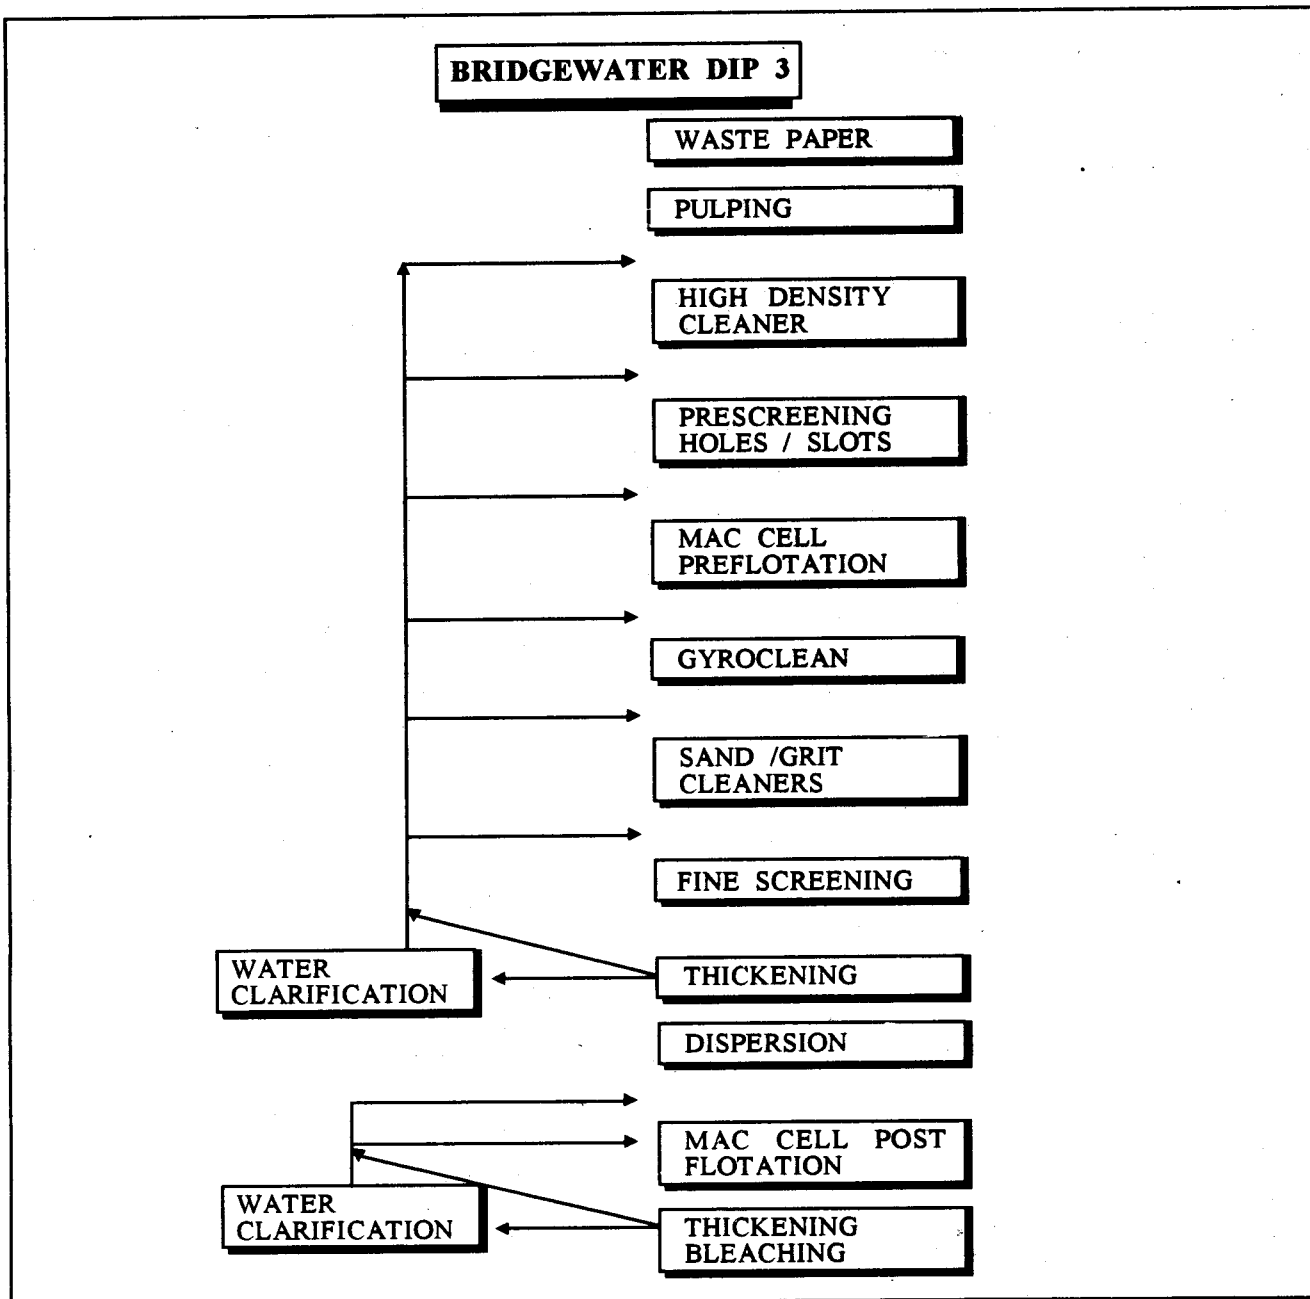 BRIDGEWATER DIP 3
WASTE PAPER
PULPING
HIGH DENSITY
CLEANER
PRESCREENING
HOLES / SLOTS
MAC CELL
PREFLOTATION
GYROCLEAN
SAND /GRIT
CLEANERS
FINE SCREENING
WATER
CLARIFICATION
THICKENING
DISPERSION
MAC CELL POST
FLOTATION
WATER
CLARIFICATION
THICKENING
BLEACHING